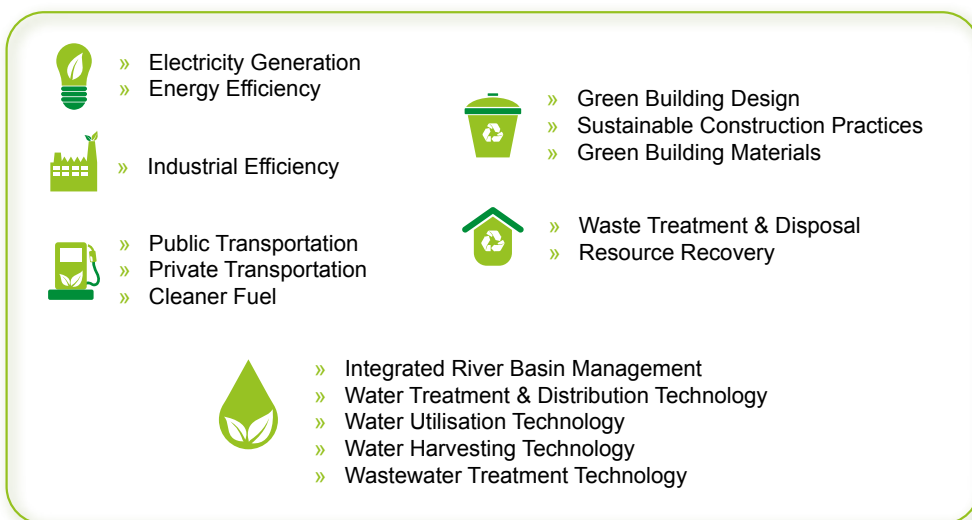 » Electricity Generation
» Energy Efficiency
» Industrial Efficiency
» Public Transportation
» Private Transportation
» Cleaner Fuel
» Green Building Design
» Sustainable Construction Practices
» Green Building Materials
» Waste Treatment & Disposal
» Resource Recovery
» Integrated River Basin Management
» Water Treatment & Distribution Technology
» Water Utilisation Technology
» Water Harvesting Technology
» Wastewater Treatment Technology